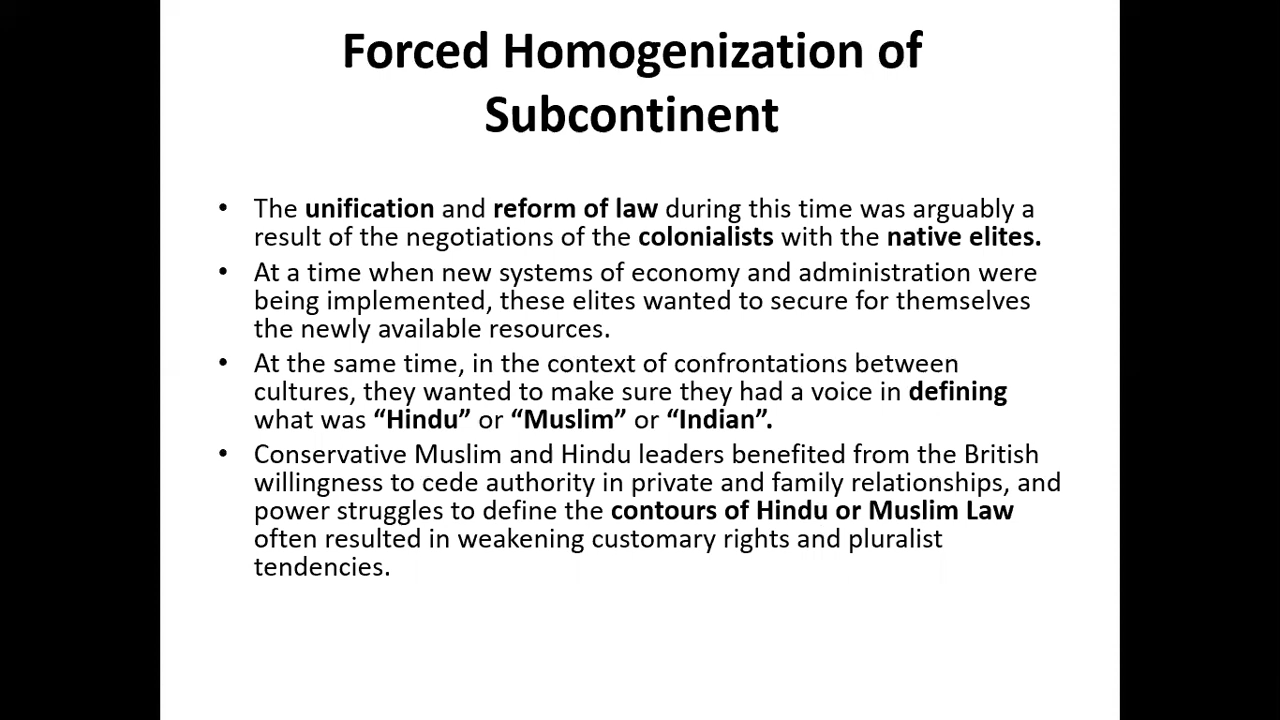 Forced Homogenization of
Subcontinent
• The unification and reform of law during this time was arguably a
result of the negotiations of the colonialists with the native elites.
• At a time when new systems of economy and administration were
being implemented, these elites wanted to secure for themselves
the newly available resources.
• At the same time, in the context of confrontations between
cultures, they wanted to make sure they had a voice in defining
what was “Hindu” or “Muslim” or “Indian”.
• Conservative Muslim and Hindu leaders benefited from the British
willingness to cede authority in private and family relationships, and
power struggles to define the contours of Hindu or Muslim Law
often resulted in weakening customary rights and pluralist
tendencies.